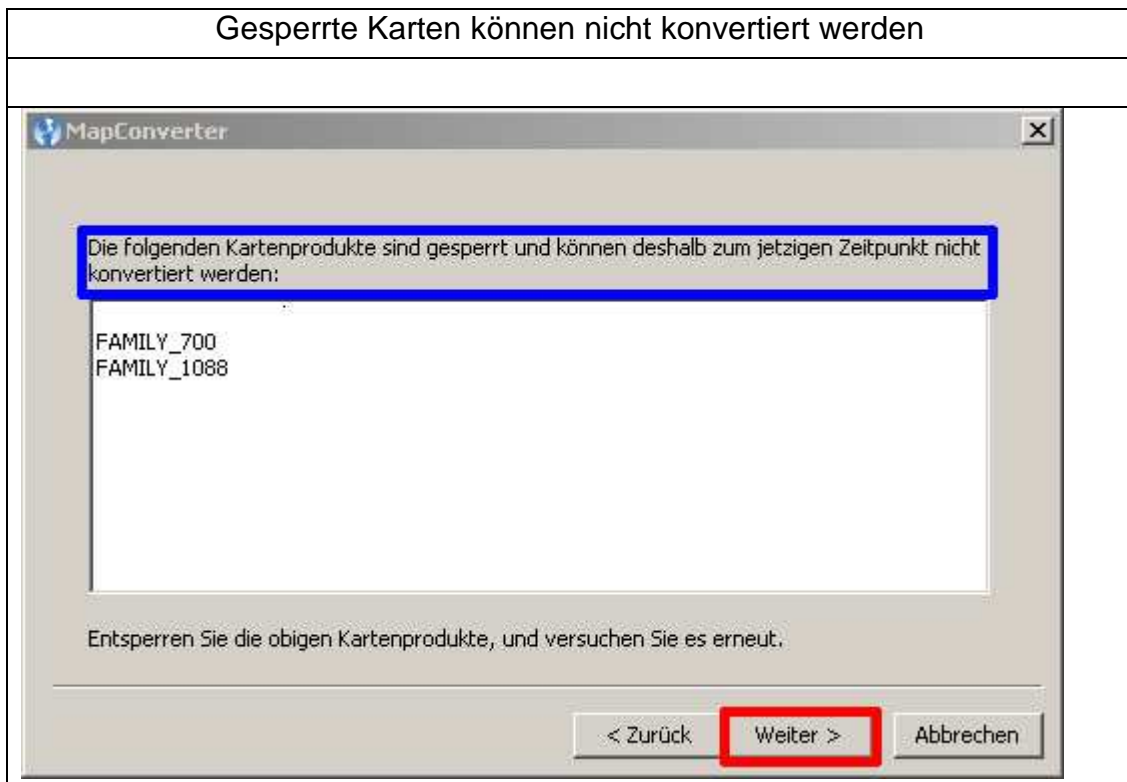 Gesperrte Karten können nicht konvertiert werden
MapConverter
Die folgenden Kartenprodukte sind gesperrt und können deshalb zum jetzigen Zeitpunkt nicht
konvertiert werden:
FAMILY_700
FAMILY_1088
Entsperren Sie die obigen Kartenprodukte, und versuchen Sie es erneut.
< Zurück Weiter > Abbrechen